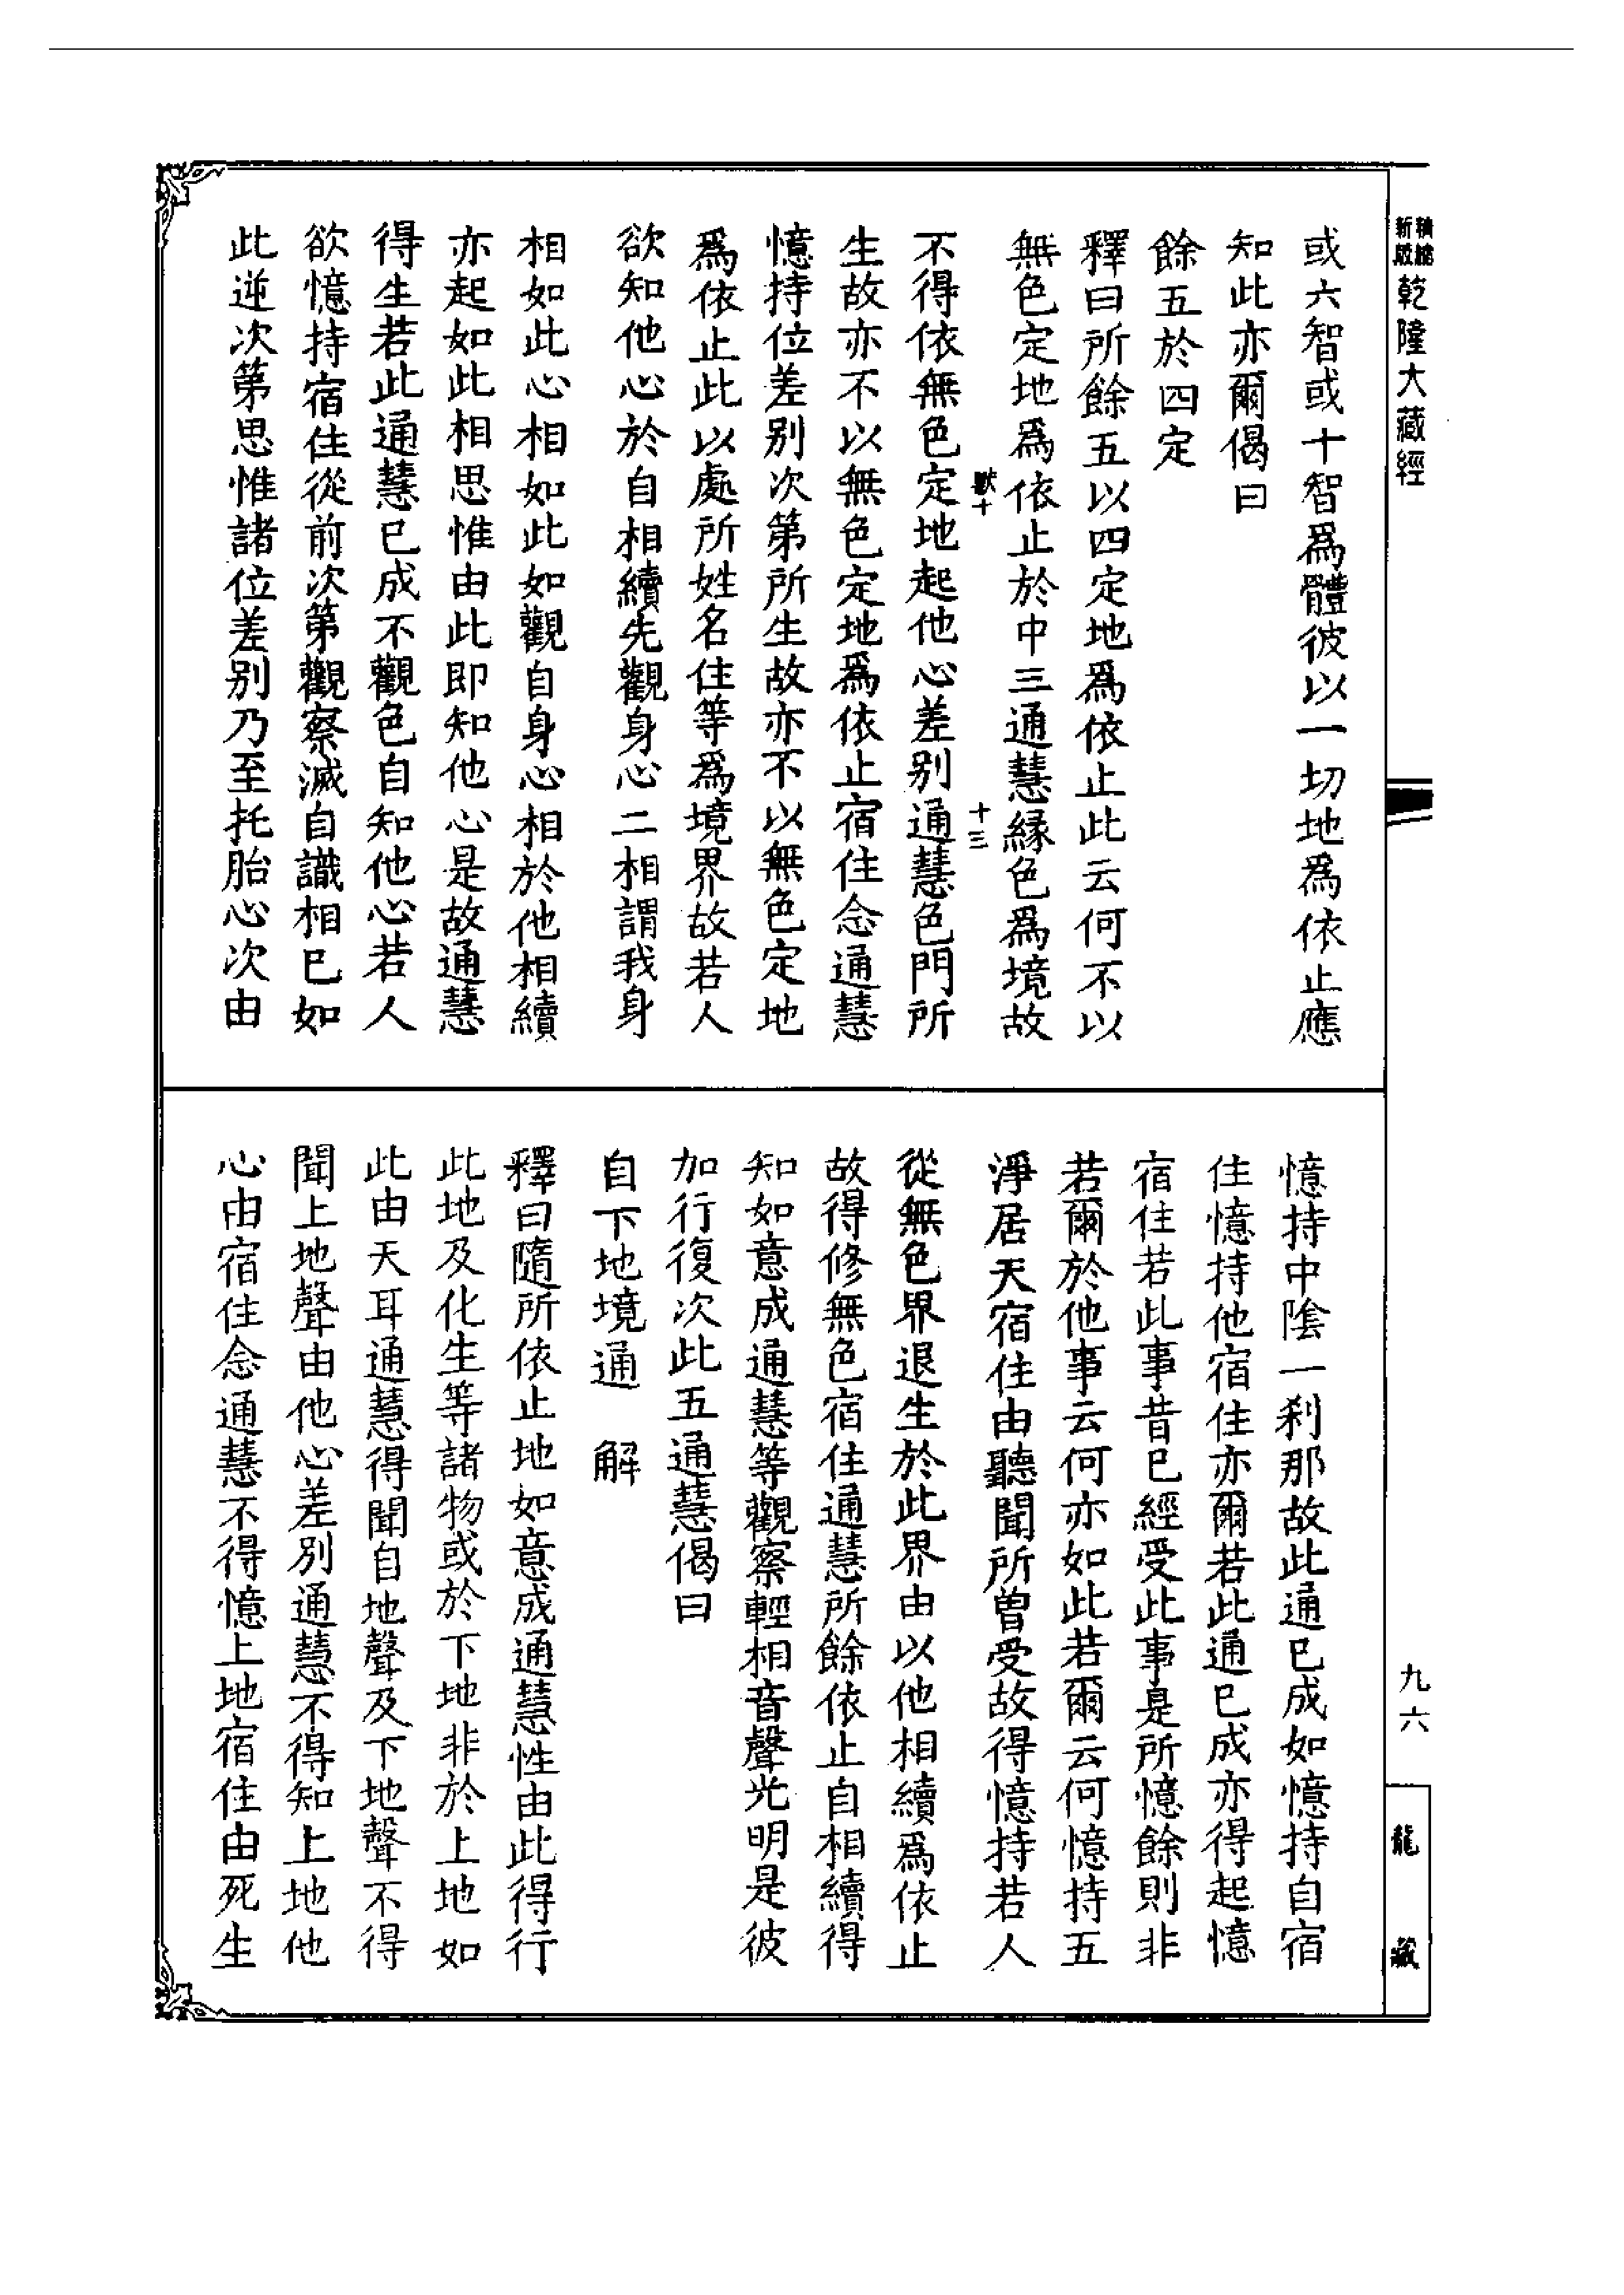 新版
精縮
乾隆大藏經
或六智或十智爲體彼以一切地爲依止應
知此亦爾偈曰
餘五於四定
釋曰所餘五以四定地爲依止此云何不以
無色定地爲依止於中三通慧緣色爲境故
獸十
十三
不得依無色定地起他心差別通慧色門所
生故亦不以無色定地爲依止宿住念通慧
憶持位差別次第所生故亦不以無色定地
爲依止此以處所姓名住等爲境界故若人
欲知他心於自相續先觀身心二相謂我身
相如此心相如此如觀自身心相於他相續
亦起如此相思惟由此即知他心是故通慧
得生若此通慧已成不觀色自知他心若人
欲憶持宿住從前次第觀察滅自識相已如
此逆次第思惟諸位差別乃至托胎心次由
憶持中陰一刹那故此通已成如憶持自宿
住憶持他宿住亦爾若此通已成亦得起憶
宿住若此事昔已經受此事是所憶餘則非
若爾於他事云何亦如此若爾云何憶持五
淨居天宿住由聽聞所曾受故得憶持若人
從無色界退生於此界由以他相續爲依止
故得修無色宿住通慧所餘依止自相續得
知如意成通慧等觀察輕相音聲光明是彼
加行復次此五通慧偈曰
自下地境通　解
釋曰隨所依止地如意成通慧性由此得行
此地及化生等諸物或於下地非於上地如
此由天耳通慧得聞自地聲及下地聲不得
聞上地聲由他心差別通慧不得知上地他
心由宿住念通慧不得憶上地宿住由死生
九六
龍藏